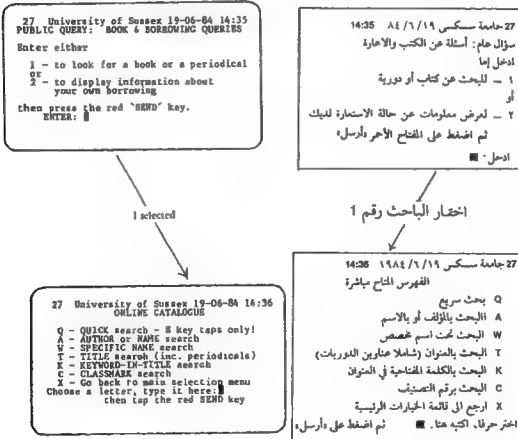 27 University of Sussex 19-06-84 14:35
PUBLIC QUERY: BOOK & BORROWING QUERIES
Enter either
1 - to look for a book or a periodical
or
2 - to display information about
your own borrowing
then press the red `SEND´ key.
ENTER:
27 جامعة سسكس ١٩/ ٦/ ٨٤ 14:35
سؤال عام: أسئلة عن الكتب والاعارة
ادخل إما
١ ــ للبحث عن كتاب أو دورية
أو
٢ ــ لعرض معلومات عن حالة الاستعارة لديك
ثم اضغط على المفتاح الأحمر «أرسل»
ادخل:
1 selected
اختار الباحث رقم 1
27 University of Sussex 19-06-84 14:36
ONLINE CATALOGUE
Q - QUICK search - 8 key taps only!
A - AUTHOR or NAME search
W - SPECIFIC NAME search
T - TITLE search (inc. periodicals)
K - KEYWORD-IN-TITLE search
C - CLASSMARK search
X - Go back to main selection menu
Choose a letter, type it here:
then tap the red SEND key
27 جامعة سسكس ١٩/ ٦/ ١٩٨٤ 14:36
الفهرس المتاح مباشرة
Q بحث سريع
A البحث بالمؤلف أو بالاسم
W البحث تحت اسم مخصص
T البحث بالعنوان (شاملا عناوين الدوريات)
K البحث بالكلمة المفتاحية في العنوان
C البحث برقم التصنيف
X ارجع الى قائمة الخيارات الرئيسية
اختر حرفا، اكتبه هنا. ثم اضغط على «أرسل»